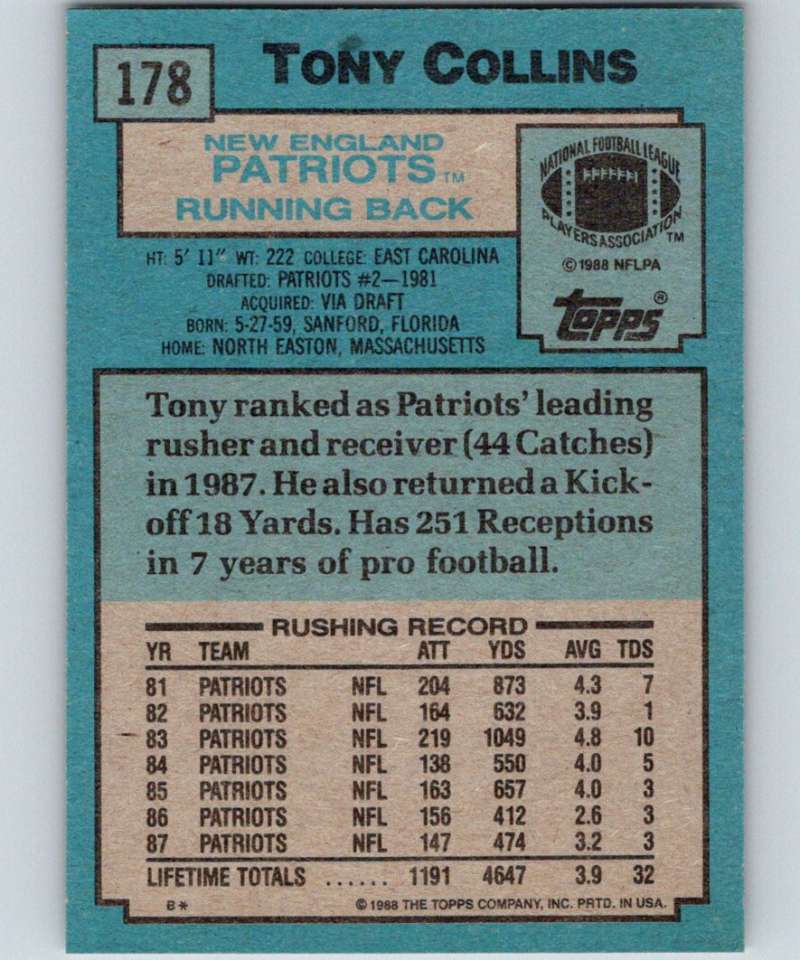 178
TONY COLLINS
NEW ENGLAND
PATRIOTS TM
RUNNING BACK
HT: 5' 11" WT: 222 COLLEGE: EAST CAROLINA
DRAFTED: PATRIOTS #2—1981
ACQUIRED: VIA DRAFT
BORN: 5-27-59, SANFORD, FLORIDA
HOME: NORTH EASTON, MASSACHUSETTS
NATIONAL FOOTBALL LEAGUE
PLAYERS ASSOCIATION TM
© 1988 NFLPA
TOPPS ®
Tony ranked as Patriots' leading
rusher and receiver (44 Catches)
in 1987. He also returned a Kick-
off 18 Yards. Has 251 Receptions
in 7 years of pro football.
RUSHING RECORD
YR TEAM ATT YDS AVG TDS
81 PATRIOTS NFL 204 873 4.3 7
82 PATRIOTS NFL 164 632 3.9 1
83 PATRIOTS NFL 219 1049 4.8 10
84 PATRIOTS NFL 138 550 4.0 5
85 PATRIOTS NFL 163 657 4.0 3
86 PATRIOTS NFL 156 412 2.6 3
87 PATRIOTS NFL 147 474 3.2 3
LIFETIME TOTALS ...... 1191 4647 3.9 32
B* © 1988 THE TOPPS COMPANY, INC. PRTD. IN USA.